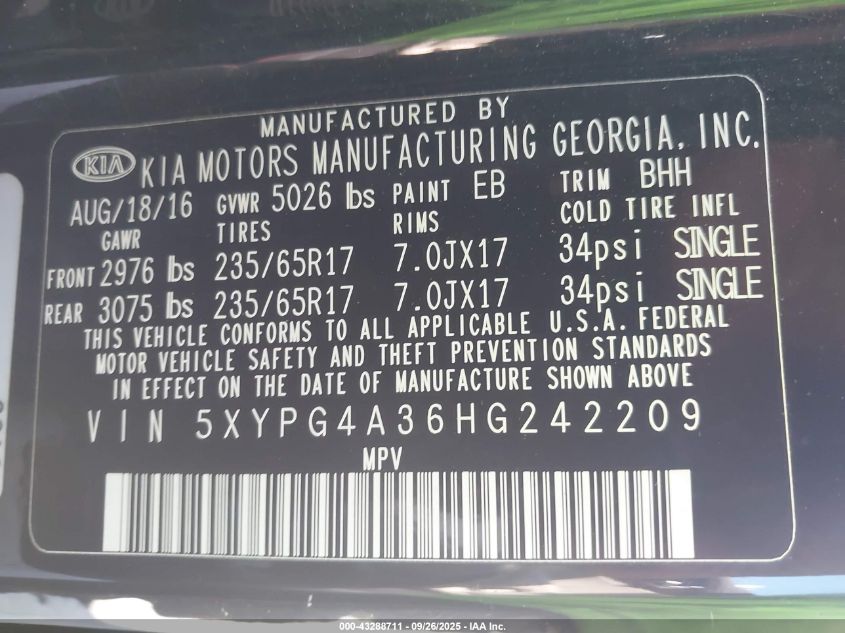 MANUFACTURED BY
KIA KIA MOTORS MANUFACTURING GEORGIA, INC.
AUG/18/16 GVWR 5026 lbs PAINT EB TRIM BHH
GAWR TIRES RIMS COLD TIRE INFL
FRONT 2976 lbs 235/65R17 7.0JX17 34psi SINGLE
REAR 3075 lbs 235/65R17 7.0JX17 34psi SINGLE
THIS VEHICLE CONFORMS TO ALL APPLICABLE U.S.A. FEDERAL
MOTOR VEHICLE SAFETY AND THEFT PREVENTION STANDARDS
IN EFFECT ON THE DATE OF MANUFACTURE SHOWN ABOVE
VIN 5XYPG4A36HG242209
MPV
000-43288711 - 09/26/2025 - IAA Inc.